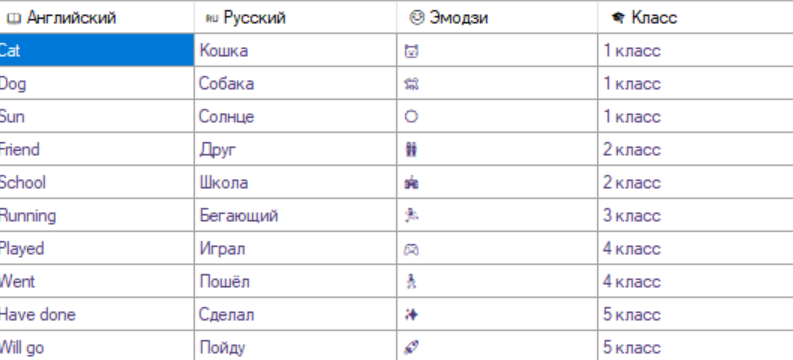 Английский RU Русский Эмодзи Класс
Cat Кошка 1 класс
Dog Собака 1 класс
Sun Солнце 1 класс
Friend Друг 2 класс
School Школа 2 класс
Running Бегающий 3 класс
Played Играл 4 класс
Went Пошёл 4 класс
Have done Сделал 5 класс
Will go Пойду 5 класс